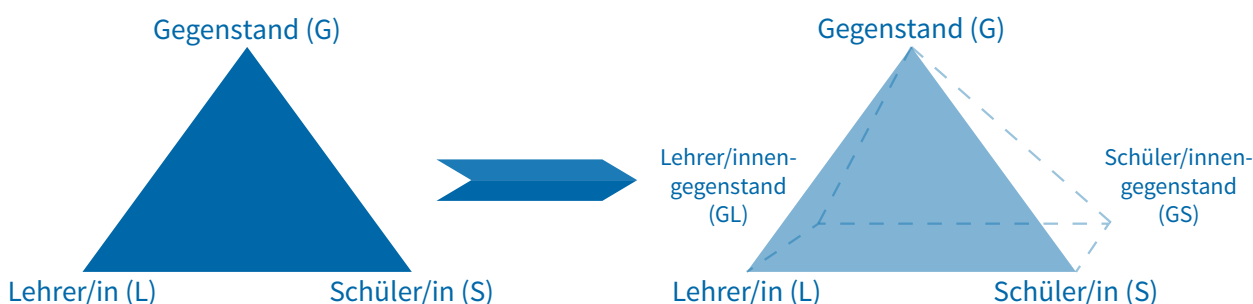 Gegenstand (G)
Lehrer/in (L)
Schüler/in (S)
Gegenstand (G)
Lehrer/innen-
gegenstand
(GL)
Schüler/innen-
gegenstand
(GS)
Lehrer/in (L)
Schüler/in (S)